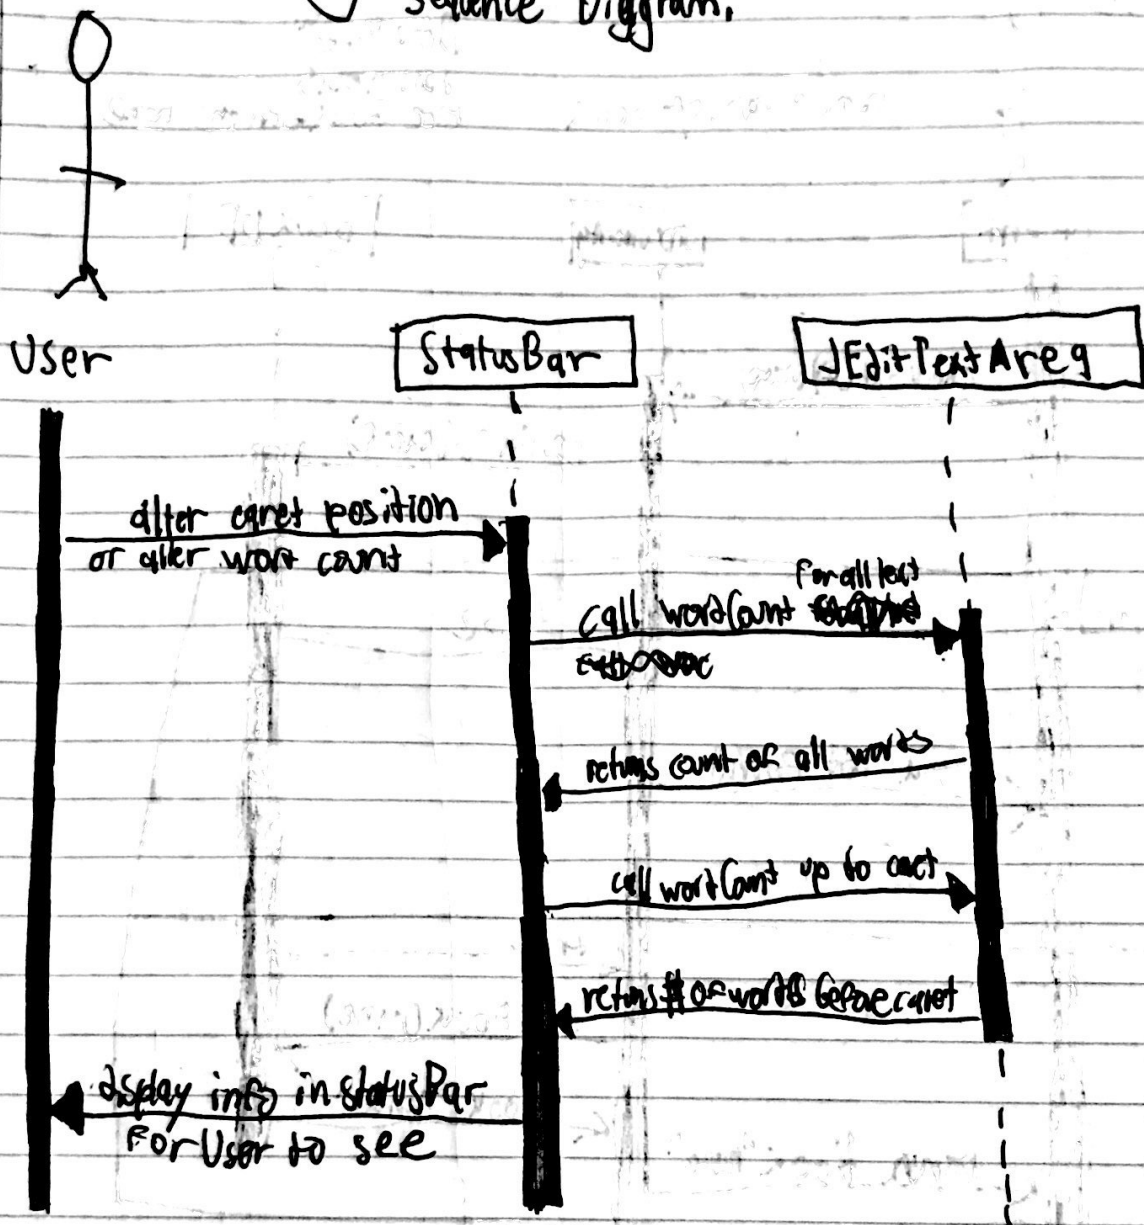 Sequence Diagram.
User
StatusBar
JEditTextArea
alter caret position
or alter word count
for all text
call wordCount
returns count of all words
call wordCount up to caret
returns # of words before caret
display info in statusBar
for User to see